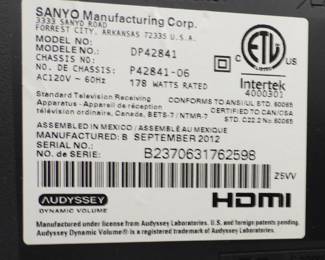 SANYO Manufacturing Corp.
3333 SANYO ROAD
FORREST CITY, ARKANSAS 72335 U.S.A.
MODEL NO:
MODELE NO.: DP42841
CHASSIS NO:
NO. DE CHASSIS: P42841-06
AC120V ~ 60Hz 178 WATTS RATED
ETL
C US
Intertek
4000301
Standard Television Receiving
Apparatus - Appareil de réception
télévision ordinaire, Canada, BETS-7 / NTMR-7
CONFORMS TO ANSI/UL STD. 60065
CERTIFIED TO CAN/CSA
STD. C22.2 No. 60065
ASSEMBLED IN MEXICO / ASSEMBLÉ AU MEXIQUE
MANUFACTURED: B SEPTEMBER 2012
SERIAL NO:
NO. de SÉRIE: B2370631762598
Z5VV
AUDYSSEY
DYNAMIC VOLUME
HDMI
Manufactured under license from Audyssey Laboratories. U.S. and foreign patents pending.
Audyssey Dynamic Volume® is a registered trademark of Audyssey Laboratories.